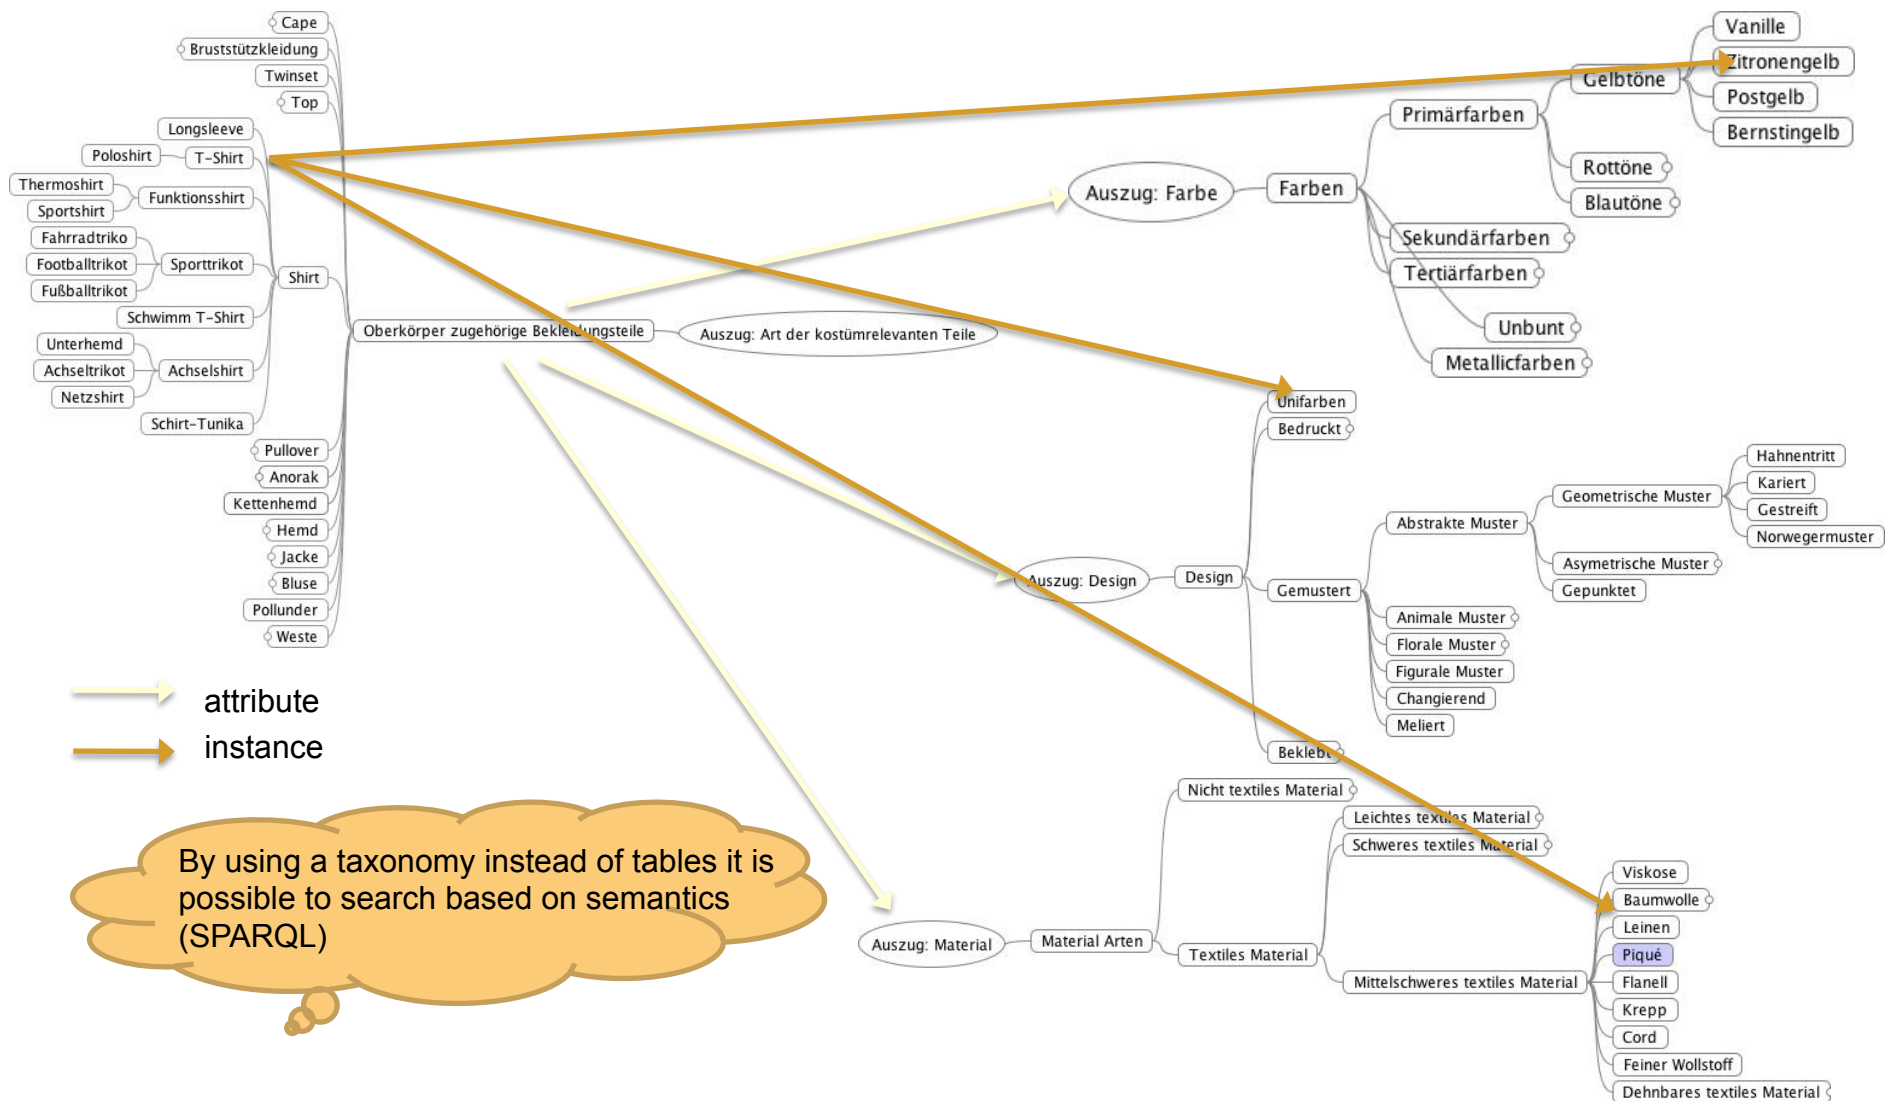 Cape
Bruststützkleidung
Twinset
Top
Longsleeve
Poloshirt
T-Shirt
Thermoshirt
Sportshirt
Funktionsshirt
Fahrradtriko
Footballtrikot
Fußballtrikot
Sporttrikot
Shirt
Schwimm T-Shirt
Unterhemd
Achseltrikot
Netzshirt
Achselshirt
Schirt-Tunika
Pullover
Anorak
Kettenhemd
Hemd
Jacke
Bluse
Pollunder
Weste
Oberkörper zugehörige Bekleidungsteile
Auszug: Art der kostümrelevanten Teile
Auszug: Farbe
Farben
Primärfarben
Gelbtöne
Vanille
Zitronengelb
Postgelb
Bernstingelb
Rottöne
Blautöne
Sekundärfarben
Tertiärfarben
Unbunt
Metallicfarben
Auszug: Design
Design
Unifarben
Bedruckt
Gemustert
Abstrakte Muster
Geometrische Muster
Hahnentritt
Kariert
Gestreift
Norwegermuster
Asymetrische Muster
Gepunktet
Animale Muster
Florale Muster
Figurale Muster
Changierend
Meliert
Beklebt
Auszug: Material
Material Arten
Nicht textiles Material
Textiles Material
Leichtes textiles Material
Schweres textiles Material
Mittelschweres textiles Material
Viskose
Baumwolle
Leinen
Piqué
Flanell
Krepp
Cord
Feiner Wollstoff
Dehnbares textiles Material
attribute
instance
By using a taxonomy instead of tables it is
possible to search based on semantics
(SPARQL)